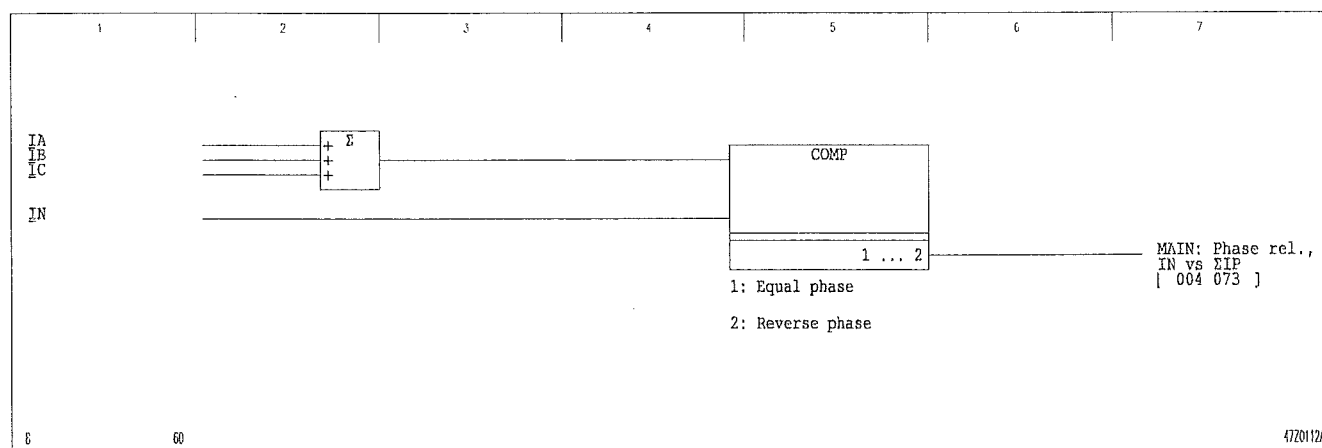 1 2 3 4 5 6 7
IA
IB
IC
IN
Σ
+
+
+
COMP
1 ... 2
MAIN: Phase rel.,
IN vs ΣIP
[ 004 073 ]
1: Equal phase
2: Reverse phase
60